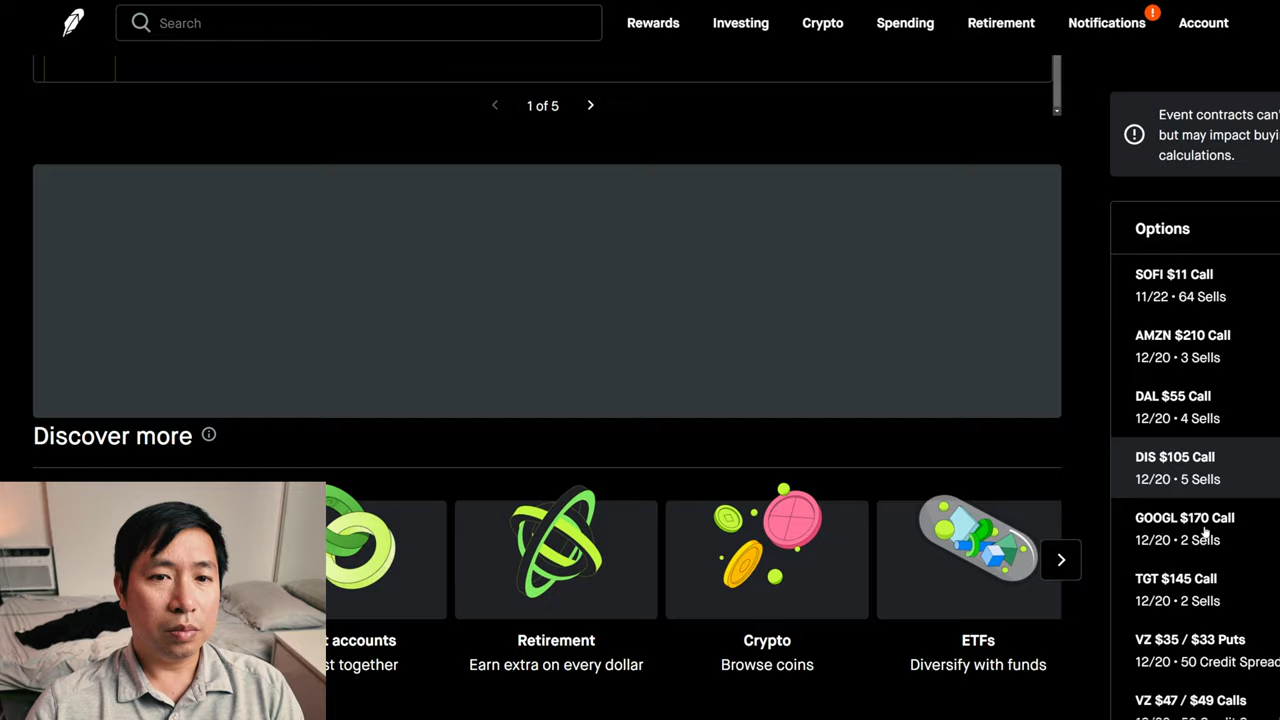 Search
Rewards
Investing
Crypto
Spending
Retirement
Notifications
!
Account
1 of 5
Event contracts can'
but may impact buyi
calculations.
Options
SOFI $11 Call
11/22 • 64 Sells
AMZN $210 Call
12/20 • 3 Sells
DAL $55 Call
12/20 • 4 Sells
DIS $105 Call
12/20 • 5 Sells
GOOGL $170 Call
12/20 • 2 Sells
TGT $145 Call
12/20 • 2 Sells
VZ $35 / $33 Puts
12/20 • 50 Credit Spread
VZ $47 / $49 Calls
Discover more
accounts
st together
Retirement
Earn extra on every dollar
Crypto
Browse coins
ETFs
Diversify with funds